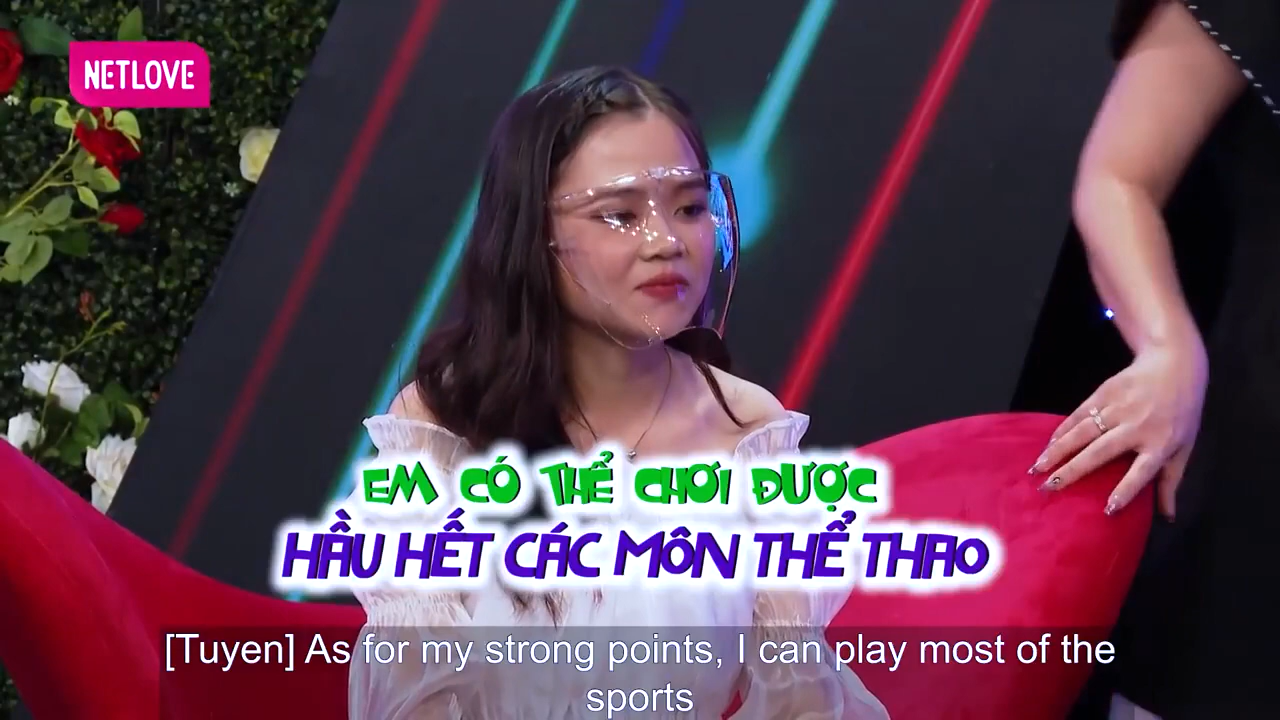 NETLOVE
EM CÓ THỂ CHƠI ĐƯỢC
HẦU HẾT CÁC MÔN THỂ THAO
[Tuyen] As for my strong points, I can play most of the
sports